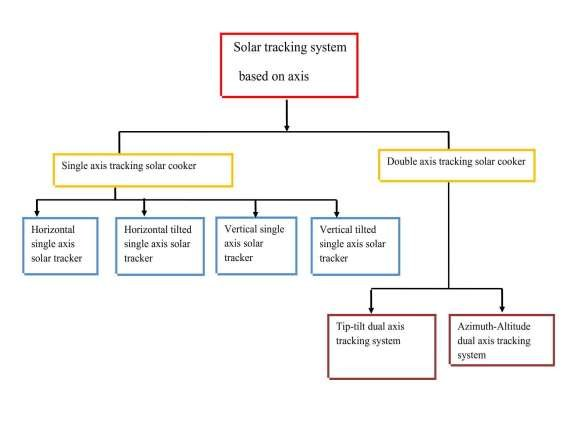 Solar tracking system
based on axis
Single axis tracking solar cooker
Double axis tracking solar cooker
Horizontal
single axis
solar tracker
Horizontal tilted
single axis solar
tracker
Vertical single
axis solar
tracker
Vertical tilted
single axis solar
tracker
Tip-tilt dual axis
tracking system
Azimuth-Altitude
dual axis tracking
system